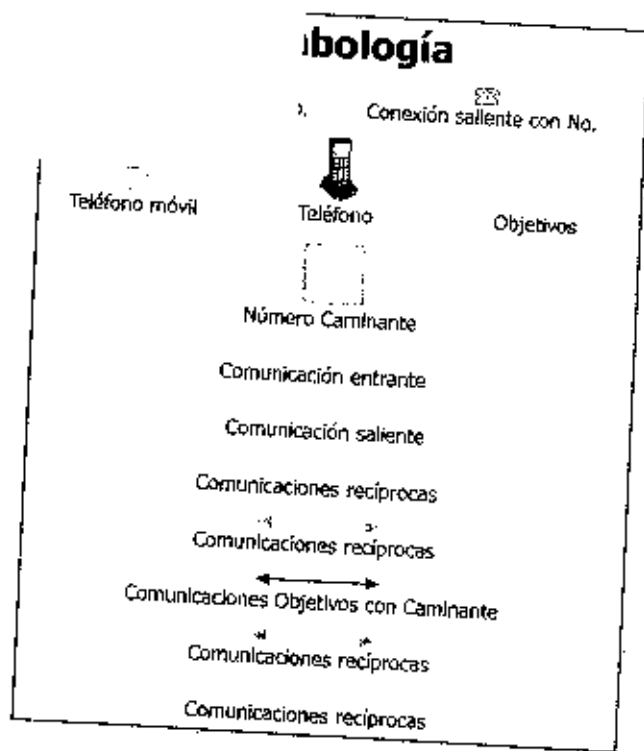 bología
o. Conexión saliente con No.
Teléfono móvil Teléfono Objetivos
Número Caminante
Comunicación entrante
Comunicación saliente
Comunicaciones recíprocas
Comunicaciones recíprocas
Comunicaciones Objetivos con Caminante
Comunicaciones recíprocas
Comunicaciones recíprocas